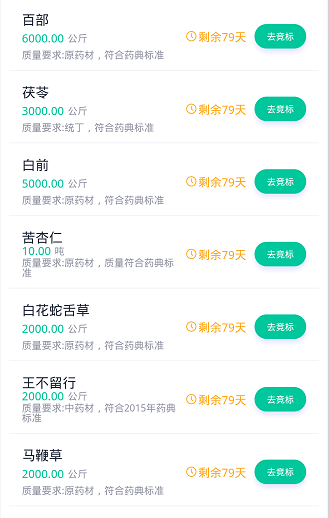 百部
6000.00 公斤
质量要求:原药材，符合药典标准
剩余79天
去竞标
茯苓
3000.00 公斤
质量要求:统丁，符合药典标准
剩余79天
去竞标
白前
5000.00 公斤
质量要求:原药材，符合药典标准
剩余79天
去竞标
苦杏仁
10.00 吨
质量要求:原药材，质量符合药典标
准
剩余79天
去竞标
白花蛇舌草
2000.00 公斤
质量要求:原药材，符合药典标准
剩余79天
去竞标
王不留行
2000.00 公斤
质量要求:中药材，符合2015年药典
标准
剩余79天
去竞标
马鞭草
2000.00 公斤
质量要求:原药材，符合药典标准
剩余79天
去竞标